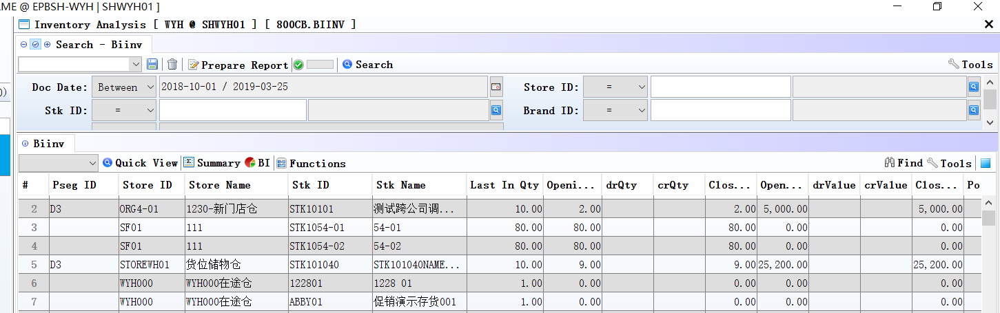 AME @ EPBSH-WYH | SHWYH01 ]
Inventory Analysis [ WYH @ SHWYH01 ] [ 800CB.BIINV ]
Search - Biinv
Prepare Report Search Tools
0)
Doc Date: Between 2018-10-01 / 2019-03-25 Store ID: =
Stk ID: = Brand ID: =
Biinv
Quick View Summary BI Functions Find Tools
# Pseg ID Store ID Store Name Stk ID Stk Name Last In Qty Openi... drQty crQty Clos... Open... drValue crValue Clos... Po
2 D3 ORG4-01 1230-新门店仓 STK10101 测试跨公司调... 10.00 2.00 2.00 5,000.00 5,000.00
3 SF01 111 STK1054-01 54-01 80.00 80.00 80.00 0.00 0.00
4 SF01 111 STK1054-02 54-02 80.00 80.00 80.00 0.00 0.00
5 D3 STOREWH01 货位储物仓 STK101040 STK101040NAME... 10.00 9.00 9.00 25,200.00 25,200.00
6 WYH000 WYH000在途仓 122801 1228 01 1.00 0.00 0.00 0.00 0.00
7 WYH000 WYH000在途仓 ABBY01 促销演示存货001 1.00 0.00 0.00 0.00 0.00